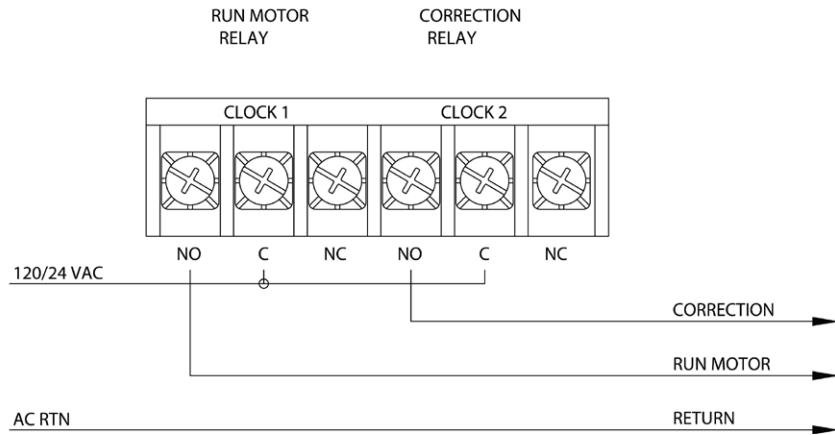 RUN MOTOR
RELAY
CORRECTION
RELAY
CLOCK 1
CLOCK 2
NO
C
NC
NO
C
NC
120/24 VAC
CORRECTION
RUN MOTOR
AC RTN
RETURN